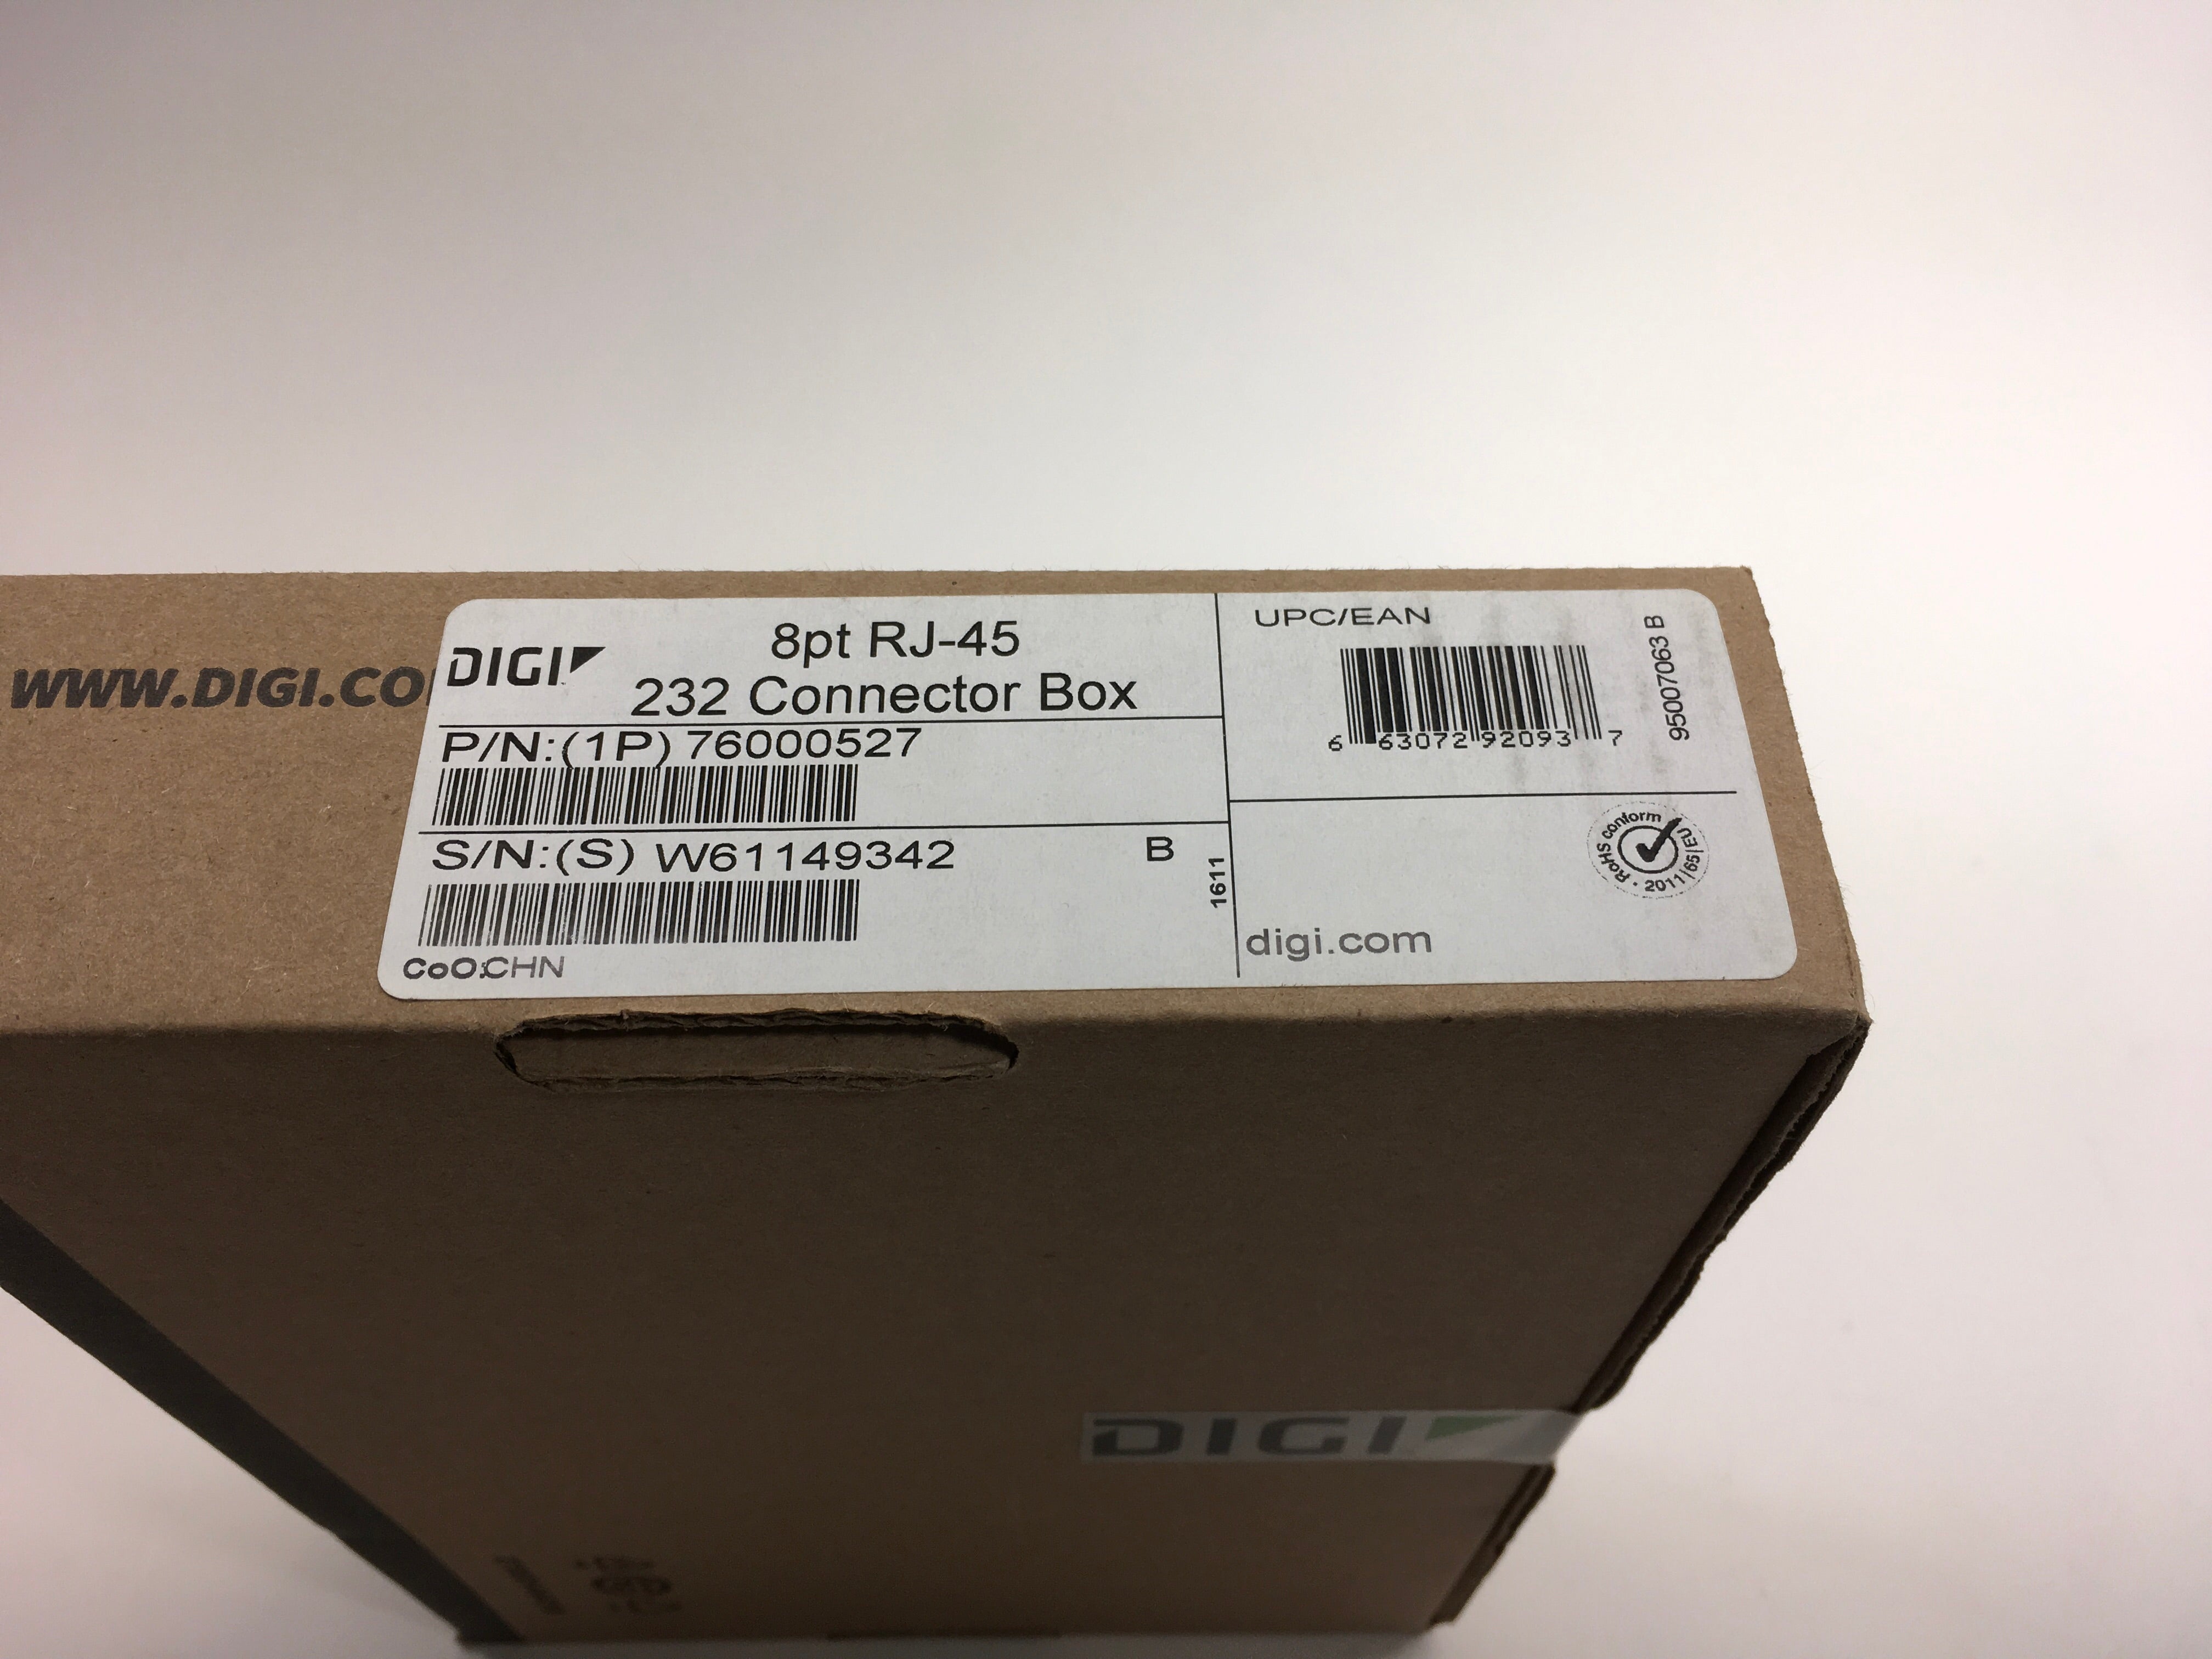 WWW.DIGI.CO
DIGI
8pt RJ-45
232 Connector Box
P/N:(1P) 76000527
S/N:(S) W61149342
B
1611
CoO:CHN
UPC/EAN
6 63072 92093 7
95007063 B
RoHS conform • 2011|65|EU
digi.com
DIGI